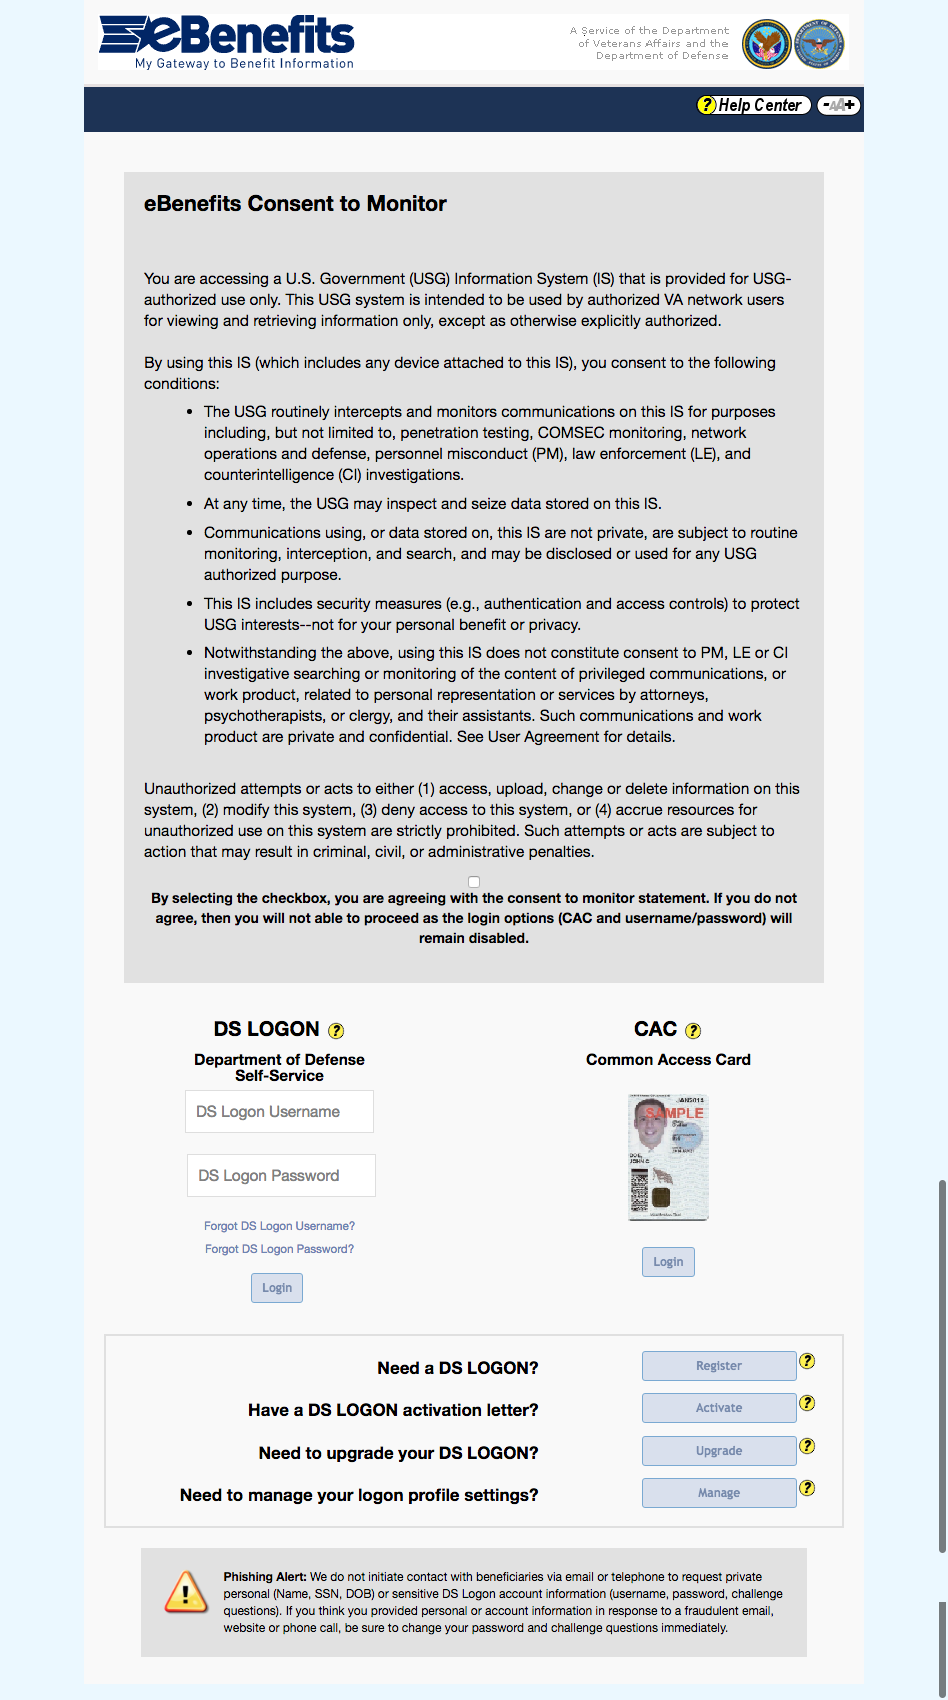 eBenefits
My Gateway to Benefit Information
A Service of the Department
of Veterans Affairs and the
Department of Defense
? Help Center
-AA+
eBenefits Consent to Monitor
You are accessing a U.S. Government (USG) Information System (IS) that is provided for USG-
authorized use only. This USG system is intended to be used by authorized VA network users
for viewing and retrieving information only, except as otherwise explicitly authorized.
By using this IS (which includes any device attached to this IS), you consent to the following
conditions:
• The USG routinely intercepts and monitors communications on this IS for purposes
including, but not limited to, penetration testing, COMSEC monitoring, network
operations and defense, personnel misconduct (PM), law enforcement (LE), and
counterintelligence (CI) investigations.
• At any time, the USG may inspect and seize data stored on this IS.
• Communications using, or data stored on, this IS are not private, are subject to routine
monitoring, interception, and search, and may be disclosed or used for any USG
authorized purpose.
• This IS includes security measures (e.g., authentication and access controls) to protect
USG interests--not for your personal benefit or privacy.
• Notwithstanding the above, using this IS does not constitute consent to PM, LE or CI
investigative searching or monitoring of the content of privileged communications, or
work product, related to personal representation or services by attorneys,
psychotherapists, or clergy, and their assistants. Such communications and work
product are private and confidential. See User Agreement for details.
Unauthorized attempts or acts to either (1) access, upload, change or delete information on this
system, (2) modify this system, (3) deny access to this system, or (4) accrue resources for
unauthorized use on this system are strictly prohibited. Such attempts or acts are subject to
action that may result in criminal, civil, or administrative penalties.
By selecting the checkbox, you are agreeing with the consent to monitor statement. If you do not
agree, then you will not able to proceed as the login options (CAC and username/password) will
remain disabled.
DS LOGON ?
Department of Defense
Self-Service
DS Logon Username
DS Logon Password
Forgot DS Logon Username?
Forgot DS Logon Password?
Login
CAC ?
Common Access Card
SAMPLE
Login
Need a DS LOGON? Register ?
Have a DS LOGON activation letter? Activate ?
Need to upgrade your DS LOGON? Upgrade ?
Need to manage your logon profile settings? Manage ?
Phishing Alert: We do not initiate contact with beneficiaries via email or telephone to request private
personal (Name, SSN, DOB) or sensitive DS Logon account information (username, password, challenge
questions). If you think you provided personal or account information in response to a fraudulent email,
website or phone call, be sure to change your password and challenge questions immediately.